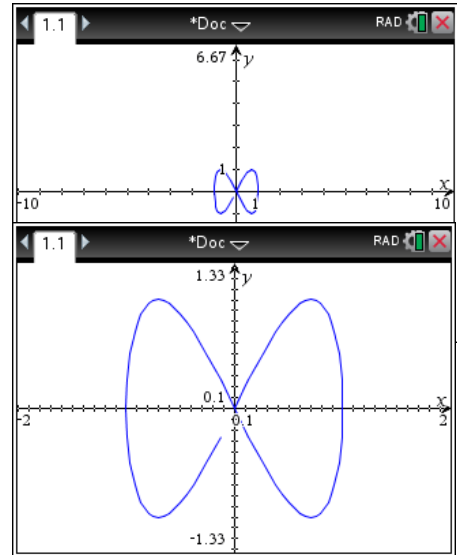 1.1 *Doc RAD
6.67 y
1
x
-10 1 10
1.1 *Doc RAD
1.33 y
0.1
x
-2 0.1 2
-1.33